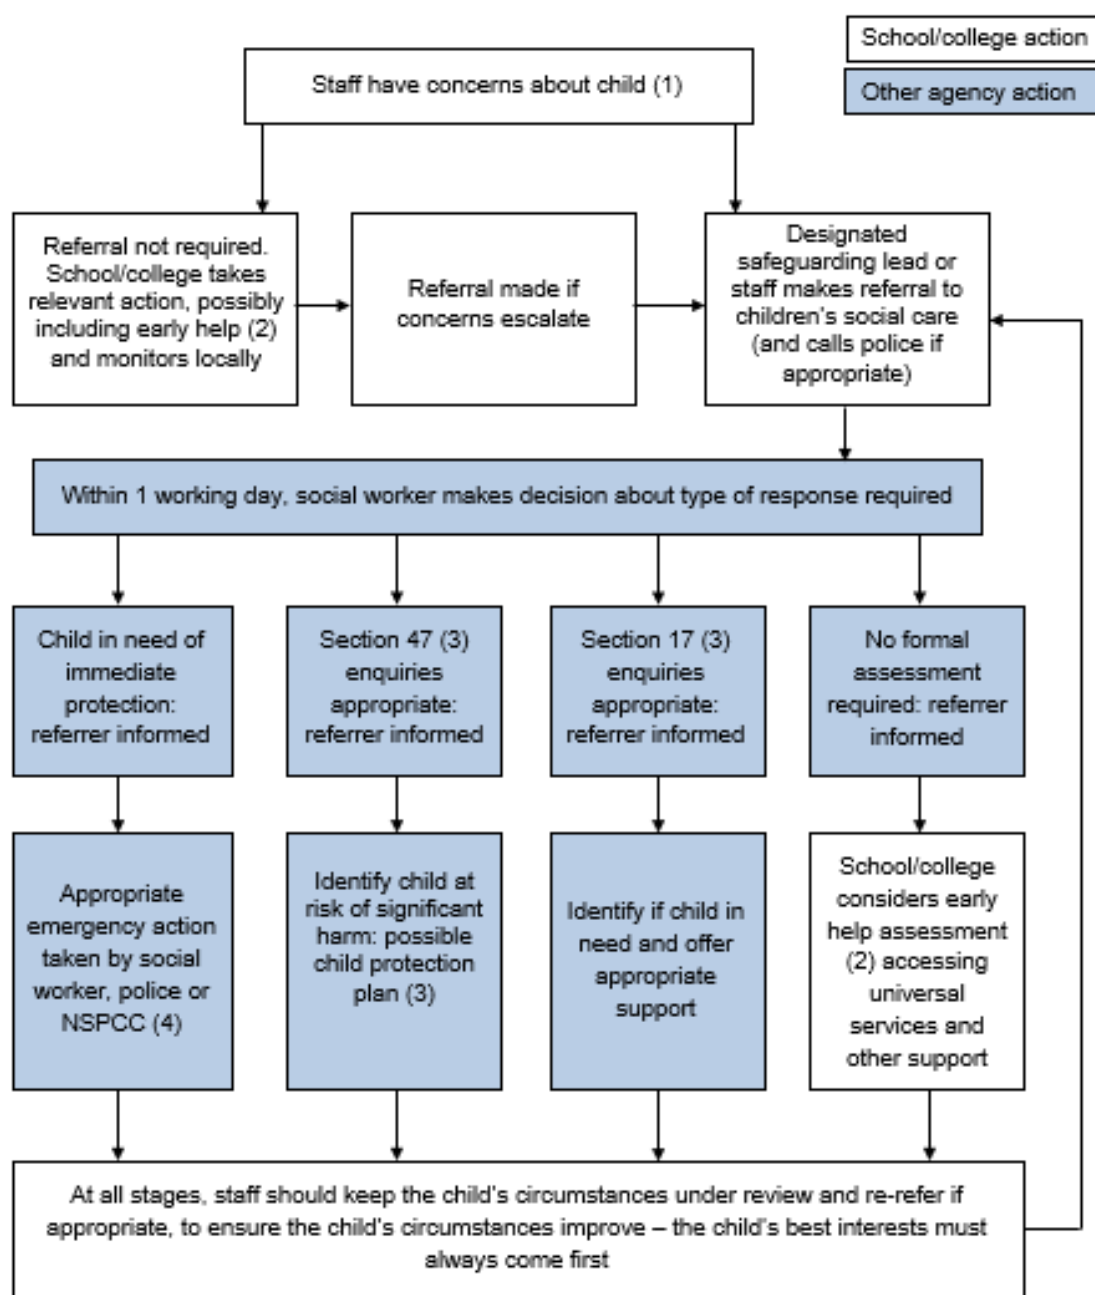 School/college action
Other agency action
Staff have concerns about child (1)
Referral not required.
School/college takes
relevant action, possibly
including early help (2)
and monitors locally
Referral made if
concerns escalate
Designated
safeguarding lead or
staff makes referral to
children's social care
(and calls police if
appropriate)
Within 1 working day, social worker makes decision about type of response required
Child in need of
immediate
protection:
referrer informed
Section 47 (3)
enquiries
appropriate:
referrer informed
Section 17 (3)
enquiries
appropriate:
referrer informed
No formal
assessment
required: referrer
informed
Appropriate
emergency action
taken by social
worker, police or
NSPCC (4)
Identify child at
risk of significant
harm: possible
child protection
plan (3)
Identify if child in
need and offer
appropriate
support
School/college
considers early
help assessment
(2) accessing
universal
services and
other support
At all stages, staff should keep the child's circumstances under review and re-refer if
appropriate, to ensure the child's circumstances improve – the child's best interests must
always come first